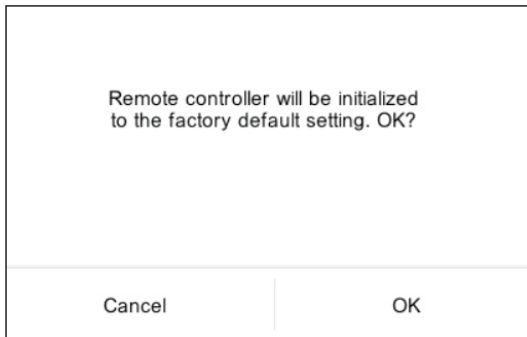 Remote controller will be initialized
to the factory default setting. OK?
Cancel
OK